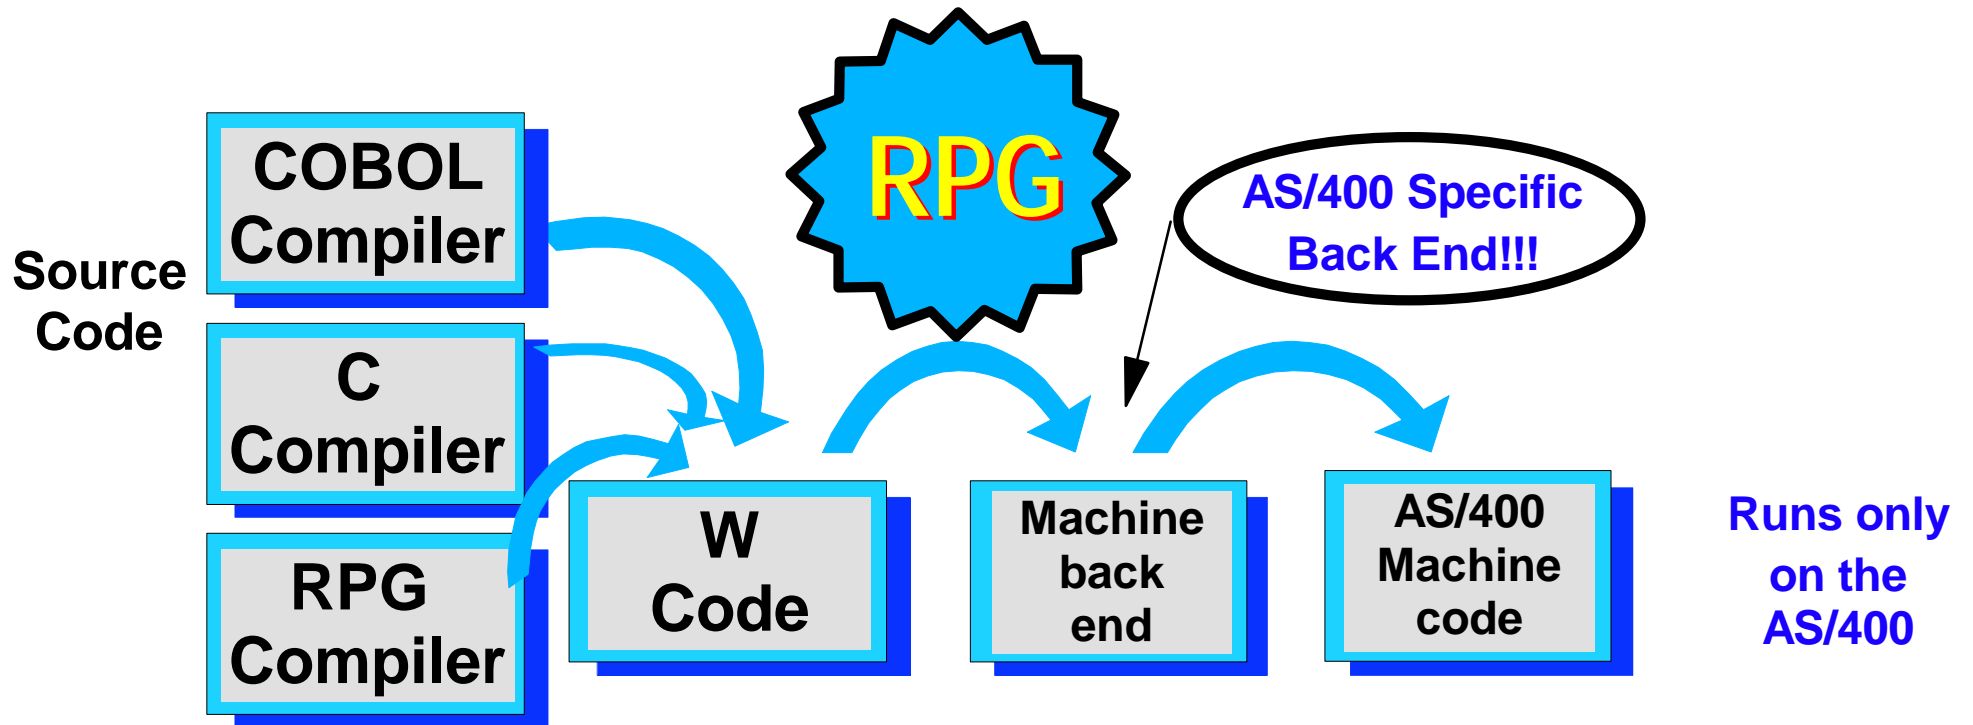 Source
Code
COBOL
Compiler
C
Compiler
RPG
Compiler
RPG
AS/400 Specific
Back End!!!
W
Code
Machine
back
end
AS/400
Machine
code
Runs only
on the
AS/400